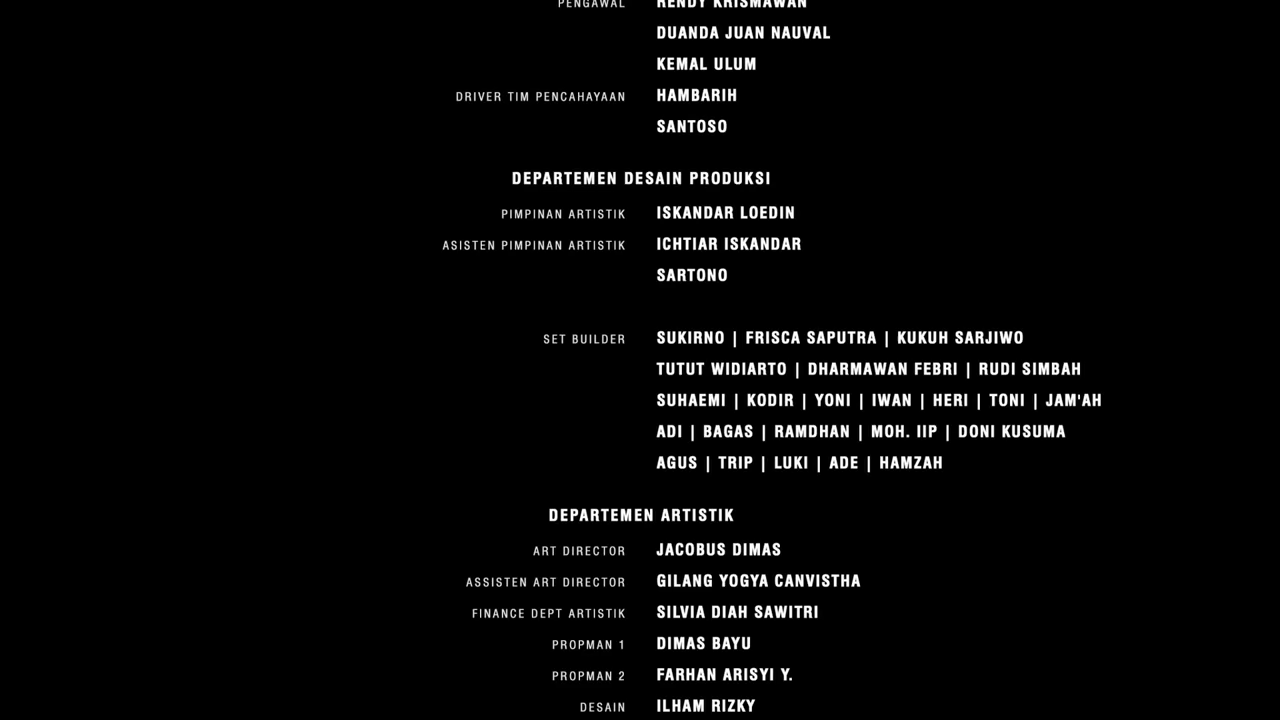 PENGAWAL RENDY KRISMAWAN
DUANDA JUAN NAUVAL
KEMAL ULUM
DRIVER TIM PENCAHAYAAN HAMBARIH
SANTOSO
DEPARTEMEN DESAIN PRODUKSI
PIMPINAN ARTISTIK ISKANDAR LOEDIN
ASISTEN PIMPINAN ARTISTIK ICHTIAR ISKANDAR
SARTONO
SET BUILDER SUKIRNO | FRISCA SAPUTRA | KUKUH SARJIWO
TUTUT WIDIARTO | DHARMAWAN FEBRI | RUDI SIMBAH
SUHAEMI | KODIR | YONI | IWAN | HERI | TONI | JAM'AH
ADI | BAGAS | RAMDHAN | MOH. IIP | DONI KUSUMA
AGUS | TRIP | LUKI | ADE | HAMZAH
DEPARTEMEN ARTISTIK
ART DIRECTOR JACOBUS DIMAS
ASSISTEN ART DIRECTOR GILANG YOGYA CANVISTHA
FINANCE DEPT ARTISTIK SILVIA DIAH SAWITRI
PROPMAN 1 DIMAS BAYU
PROPMAN 2 FARHAN ARISYI Y.
DESAIN ILHAM RIZKY